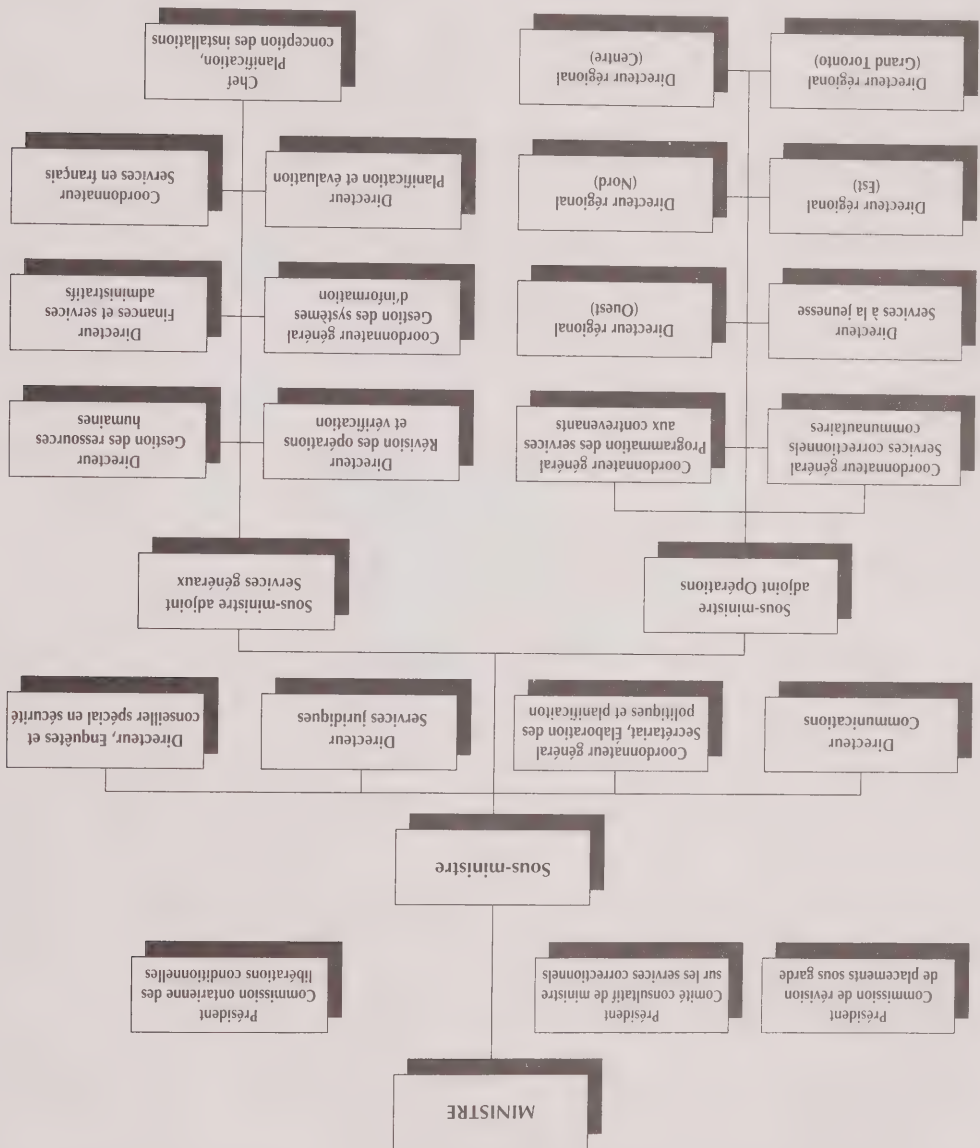 MINISTRE
Président
Commission de révision
de placements sous garde
Président
Comité consultatif de ministre
sur les services correctionnels
Président
Commission ontarienne des
libérations conditionnelles
Sous-ministre
Directeur
Communications
Coordonnateur général
Secrétariat, Élaboration des
politiques et planificaiton
Directeur
Services juridiques
Directeur, Enquêtes et
conseiller spécial en sécurité
Sous-ministre
adjoint Opérations
Sous-ministre adjoint
Services généraux
Coordonnateur général
Services correctionnels
communautaires
Coordonnateur général
Programmation des services
aux contrevenants
Directeur
Révision des opérations
et vérification
Directeur
Gestion des ressources
humaines
Directeur
Services à la jeunesse
Directeur régional
(Ouest)
Coordonnateur général
Gestion des systèmes
d'information
Directeur
Finances et services
administratifs
Directeur régional
(Est)
Directeur régional
(Nord)
Directeur
Planification et évaluation
Coordonnateur
Services en français
Directeur régional
(Grand Toronto)
Directeur régional
(Centre)
Chef
Planification,
conception des installations